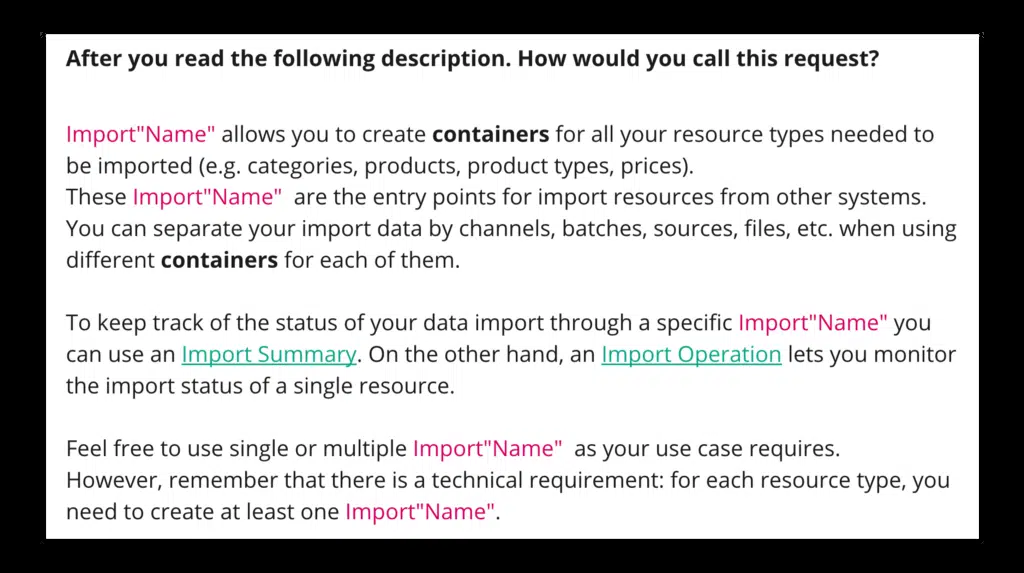 After you read the following description. How would you call this request?
Import"Name" allows you to create containers for all your resource types needed to
be imported (e.g. categories, products, product types, prices).
These Import"Name" are the entry points for import resources from other systems.
You can separate your import data by channels, batches, sources, files, etc. when using
different containers for each of them.
To keep track of the status of your data import through a specific Import"Name" you
can use an Import Summary. On the other hand, an Import Operation lets you monitor
the import status of a single resource.
Feel free to use single or multiple Import"Name" as your use case requires.
However, remember that there is a technical requirement: for each resource type, you
need to create at least one Import"Name".